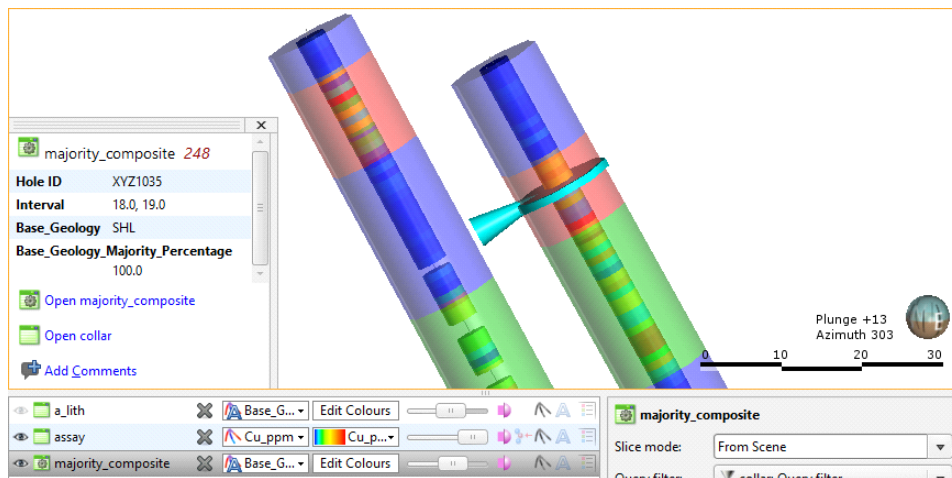 majority_composite 248
Hole ID XYZ1035
Interval 18.0, 19.0
Base_Geology SHL
Base_Geology_Majority_Percentage
100.0
Open majority_composite
Open collar
Add Comments
Plunge +13
Azimuth 303
0 10 20 30
a_lith Base_G... Edit Colours
assay Cu_ppm Cu_p...
majority_composite Base_G... Edit Colours
majority_composite
Slice mode: From Scene